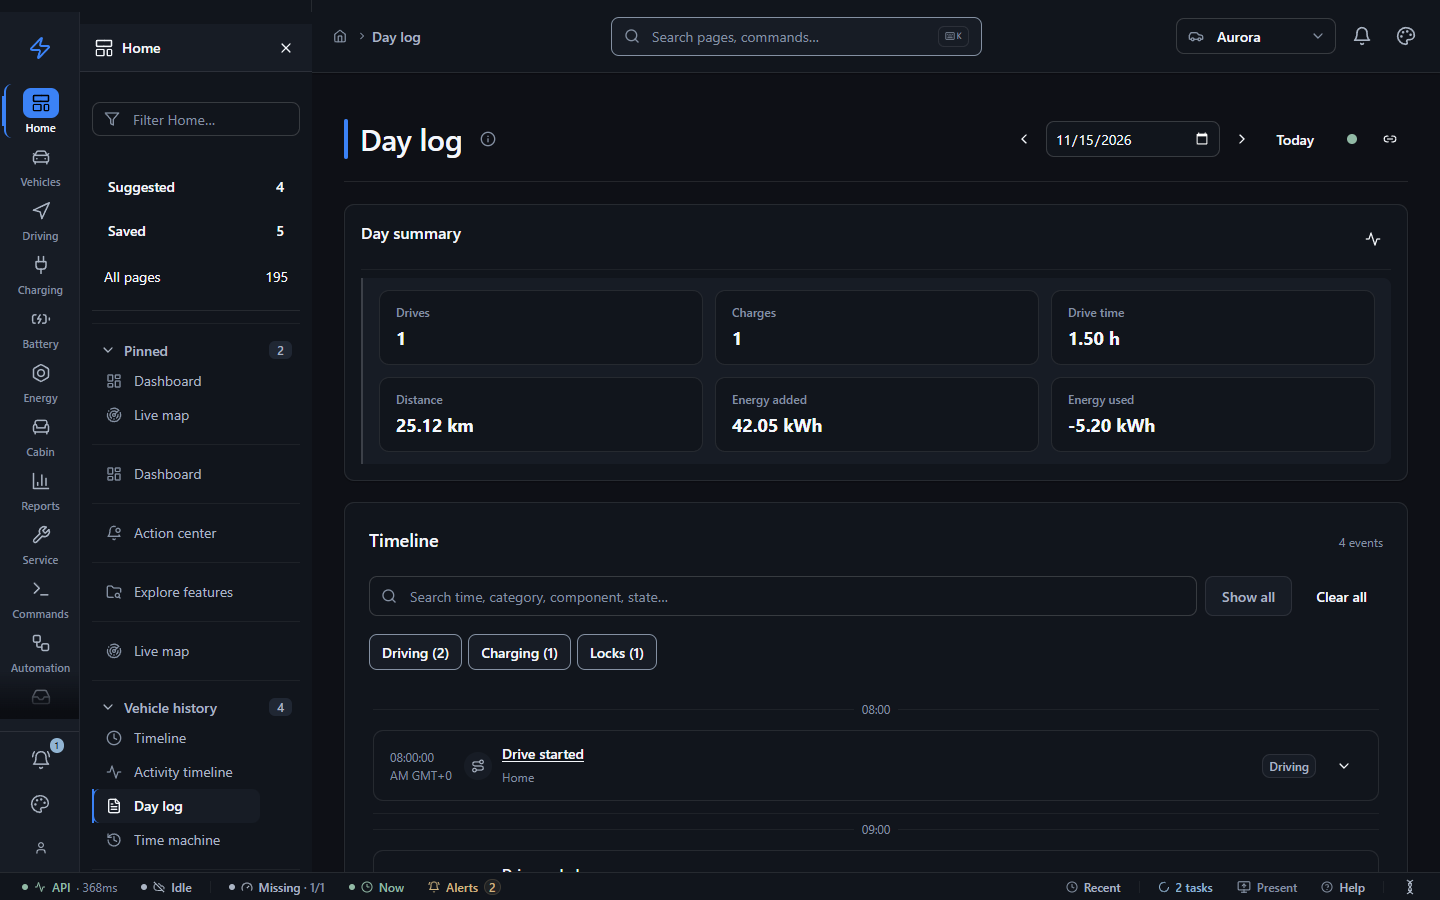 Home
Vehicles
Driving
Charging
Battery
Energy
Cabin
Reports
Service
Commands
Automation
1
Home
Filter Home...
Suggested 4
Saved 5
All pages 195
Pinned 2
Dashboard
Live map
Dashboard
Action center
Explore features
Live map
Vehicle history 4
Timeline
Activity timeline
Day log
Time machine
Day log
Search pages, commands...
K
Aurora
Day log
11/15/2026
Today
Day summary
Drives
1
Charges
1
Drive time
1.50 h
Distance
25.12 km
Energy added
42.05 kWh
Energy used
-5.20 kWh
Timeline
4 events
Search time, category, component, state...
Show all
Clear all
Driving (2)
Charging (1)
Locks (1)
08:00
08:00:00
AM GMT+0
Drive started
Home
Driving
09:00
API · 368ms
Idle
Missing · 1/1
Now
Alerts 2
Recent
2 tasks
Present
Help